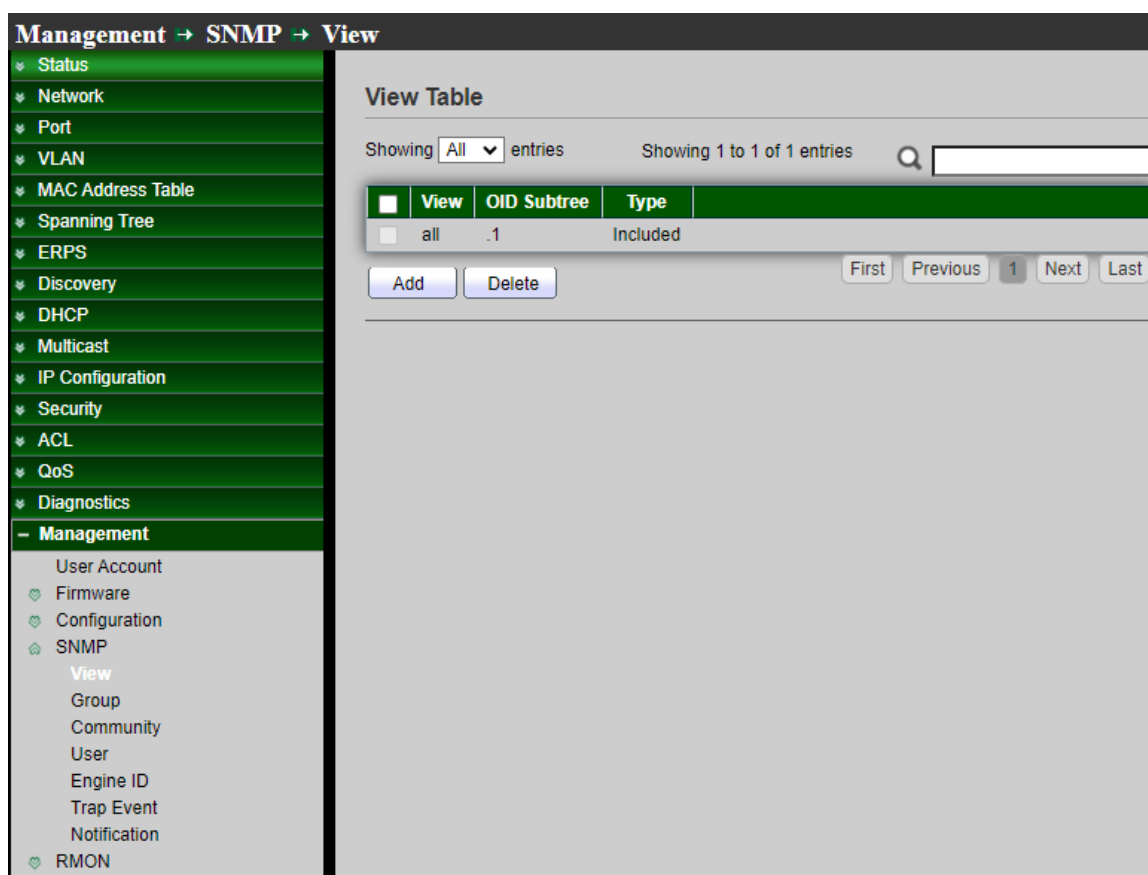 Management → SNMP → View
Status
Network
Port
VLAN
MAC Address Table
Spanning Tree
ERPS
Discovery
DHCP
Multicast
IP Configuration
Security
ACL
QoS
Diagnostics
Management
User Account
Firmware
Configuration
SNMP
View
Group
Community
User
Engine ID
Trap Event
Notification
RMON
View Table
Showing All entries Showing 1 to 1 of 1 entries
View OID Subtree Type
all .1 Included
Add Delete First Previous 1 Next Last